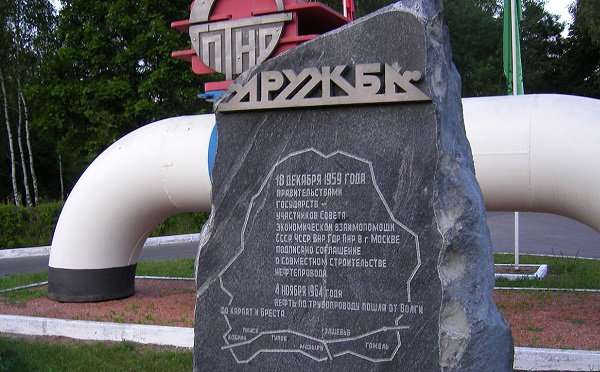 ПТНР
ДРУЖБА
18 ДЕКАБРЯ 1959 ГОДА
ПРАВИТЕЛЬСТВАМИ
ГОСУДАРСТВ –
УЧАСТНИКОВ СОВЕТА
ЭКОНОМИЧЕСКОЙ ВЗАИМОПОМОЩИ
СССР ЧССР ВНР ГДР ПНР В Г. МОСКВЕ
ПОДПИСАНО СОГЛАШЕНИЕ
О СОВМЕСТНОМ СТРОИТЕЛЬСТВЕ
НЕФТЕПРОВОДА.
4 НОЯБРЯ 1964 ГОДА
НЕФТЬ ПО ТРУБОПРОВОДУ ПОШЛА ОТ ВОЛГИ
ДО КАРПАТ И БРЕСТА
ПИНСК ЗАЩЕБЬЕ
КОБРИН ТУРОВ МОЗЫРЬ ГОМЕЛЬ